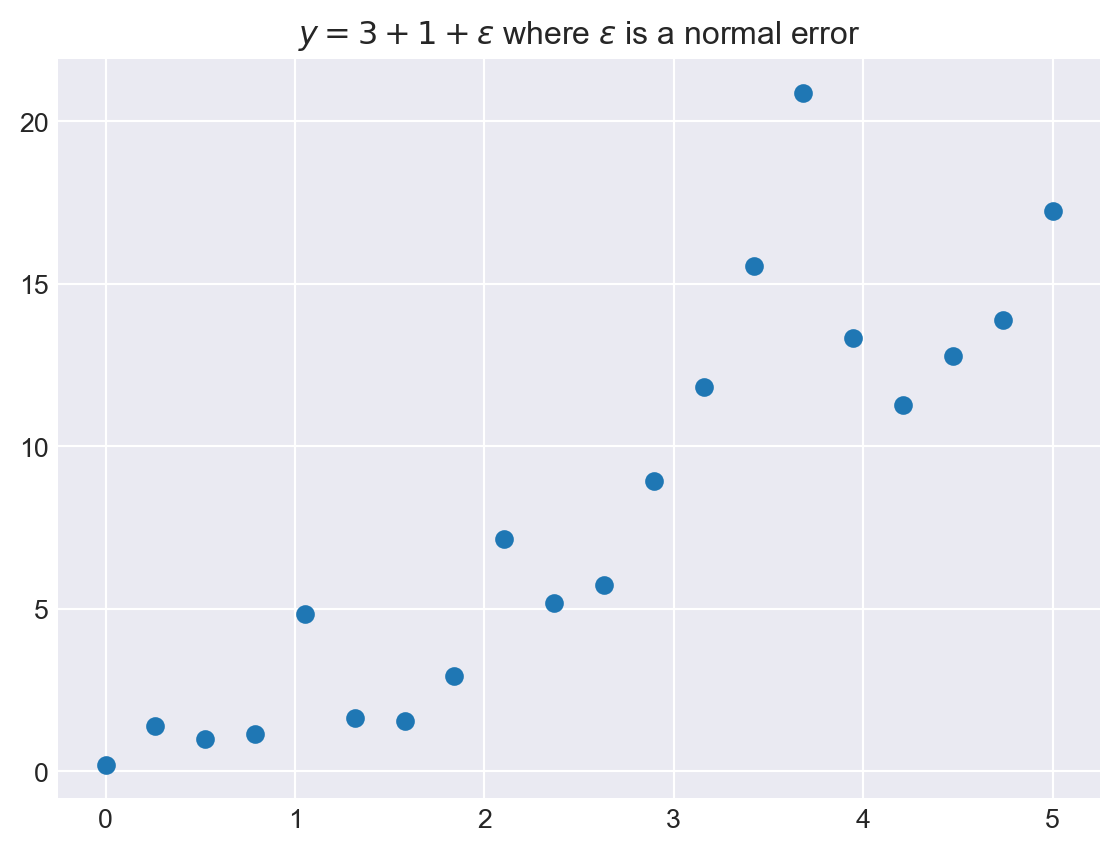 y = 3 + 1 + ε where ε is a normal error
20
15
10
5
0
0 1 2 3 4 5